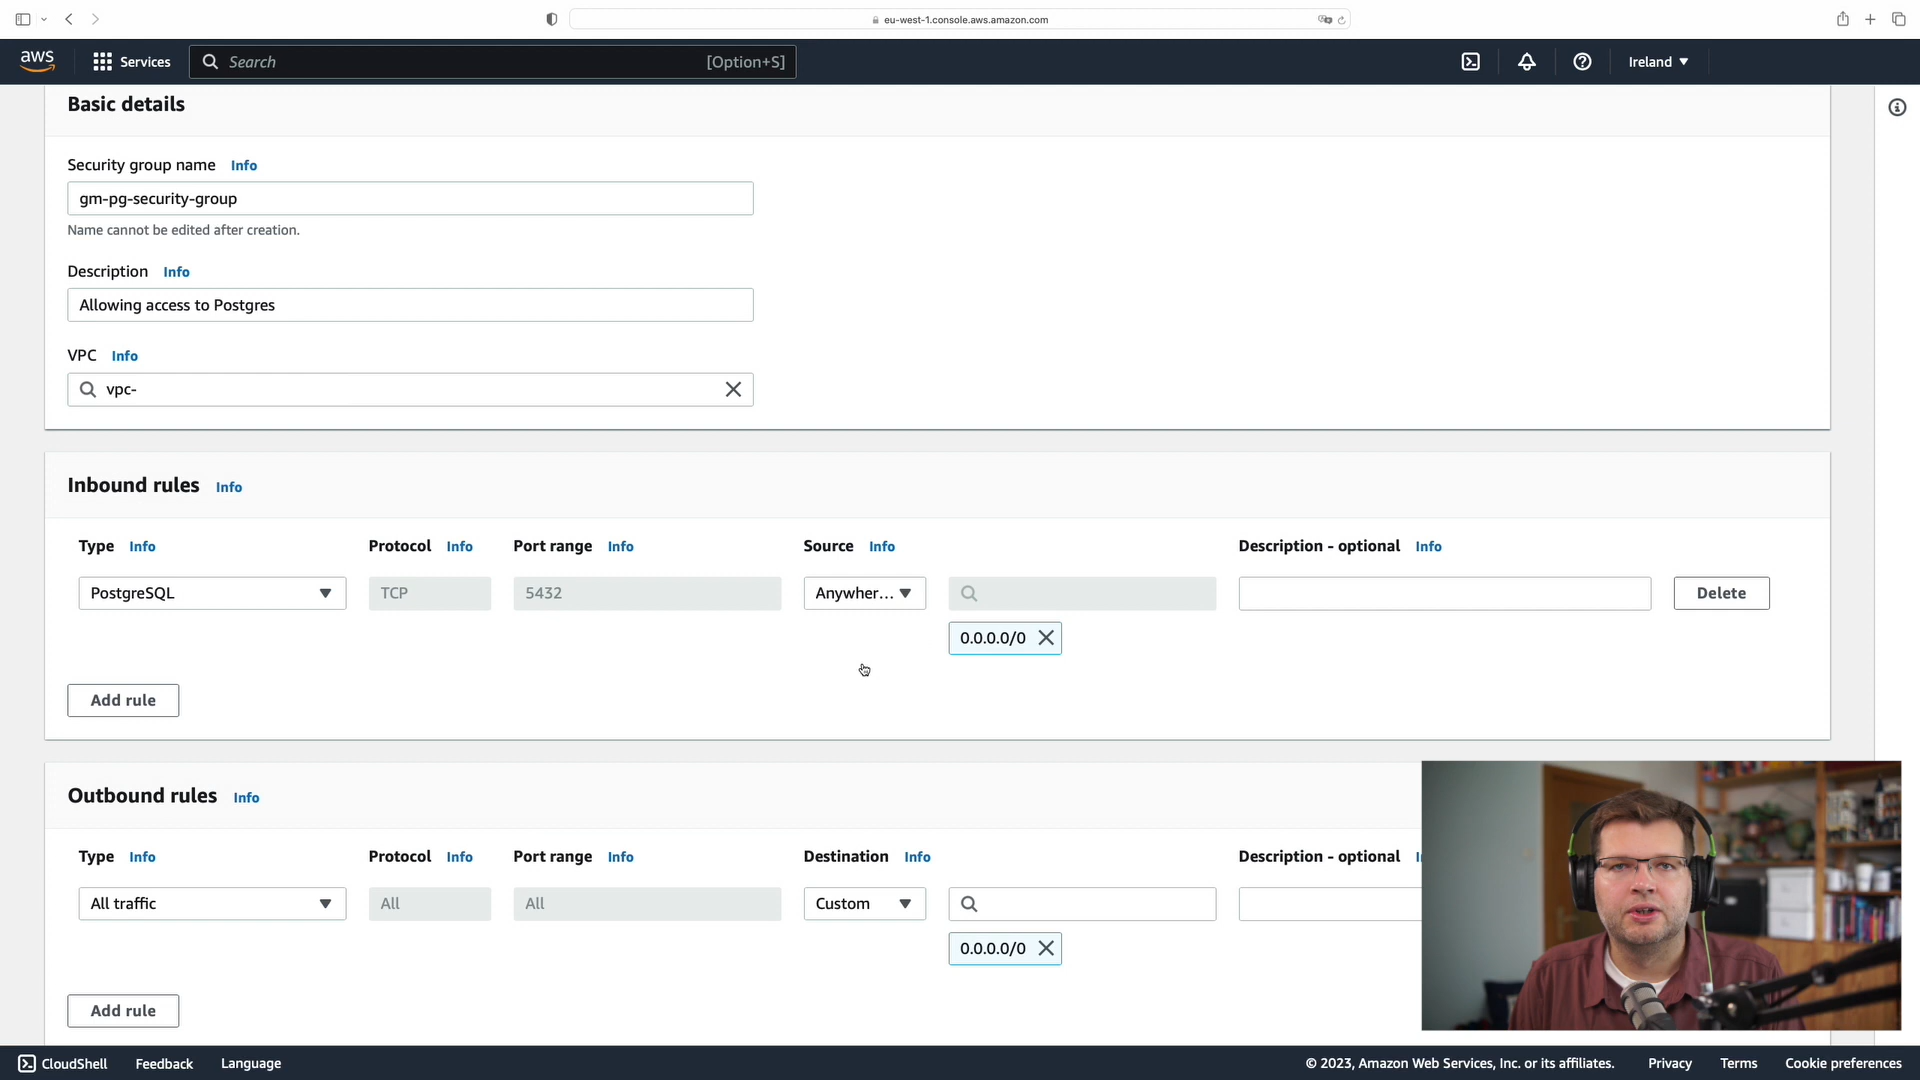 eu-west-1.console.aws.amazon.com
aws
Services
Search
[Option+S]
Ireland
Basic details
Security group name Info
gm-pg-security-group
Name cannot be edited after creation.
Description Info
Allowing access to Postgres
VPC Info
vpc-
Inbound rules Info
Type Info Protocol Info Port range Info Source Info Description - optional Info
PostgreSQL TCP 5432 Anywher... Delete
0.0.0.0/0
Add rule
Outbound rules Info
Type Info Protocol Info Port range Info Destination Info Description - optional
All traffic All All Custom
0.0.0.0/0
Add rule
CloudShell Feedback Language © 2023, Amazon Web Services, Inc. or its affiliates. Privacy Terms Cookie preferences